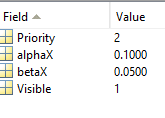 Field Value
Priority 2
alphaX 0.1000
betaX 0.0500
Visible 1